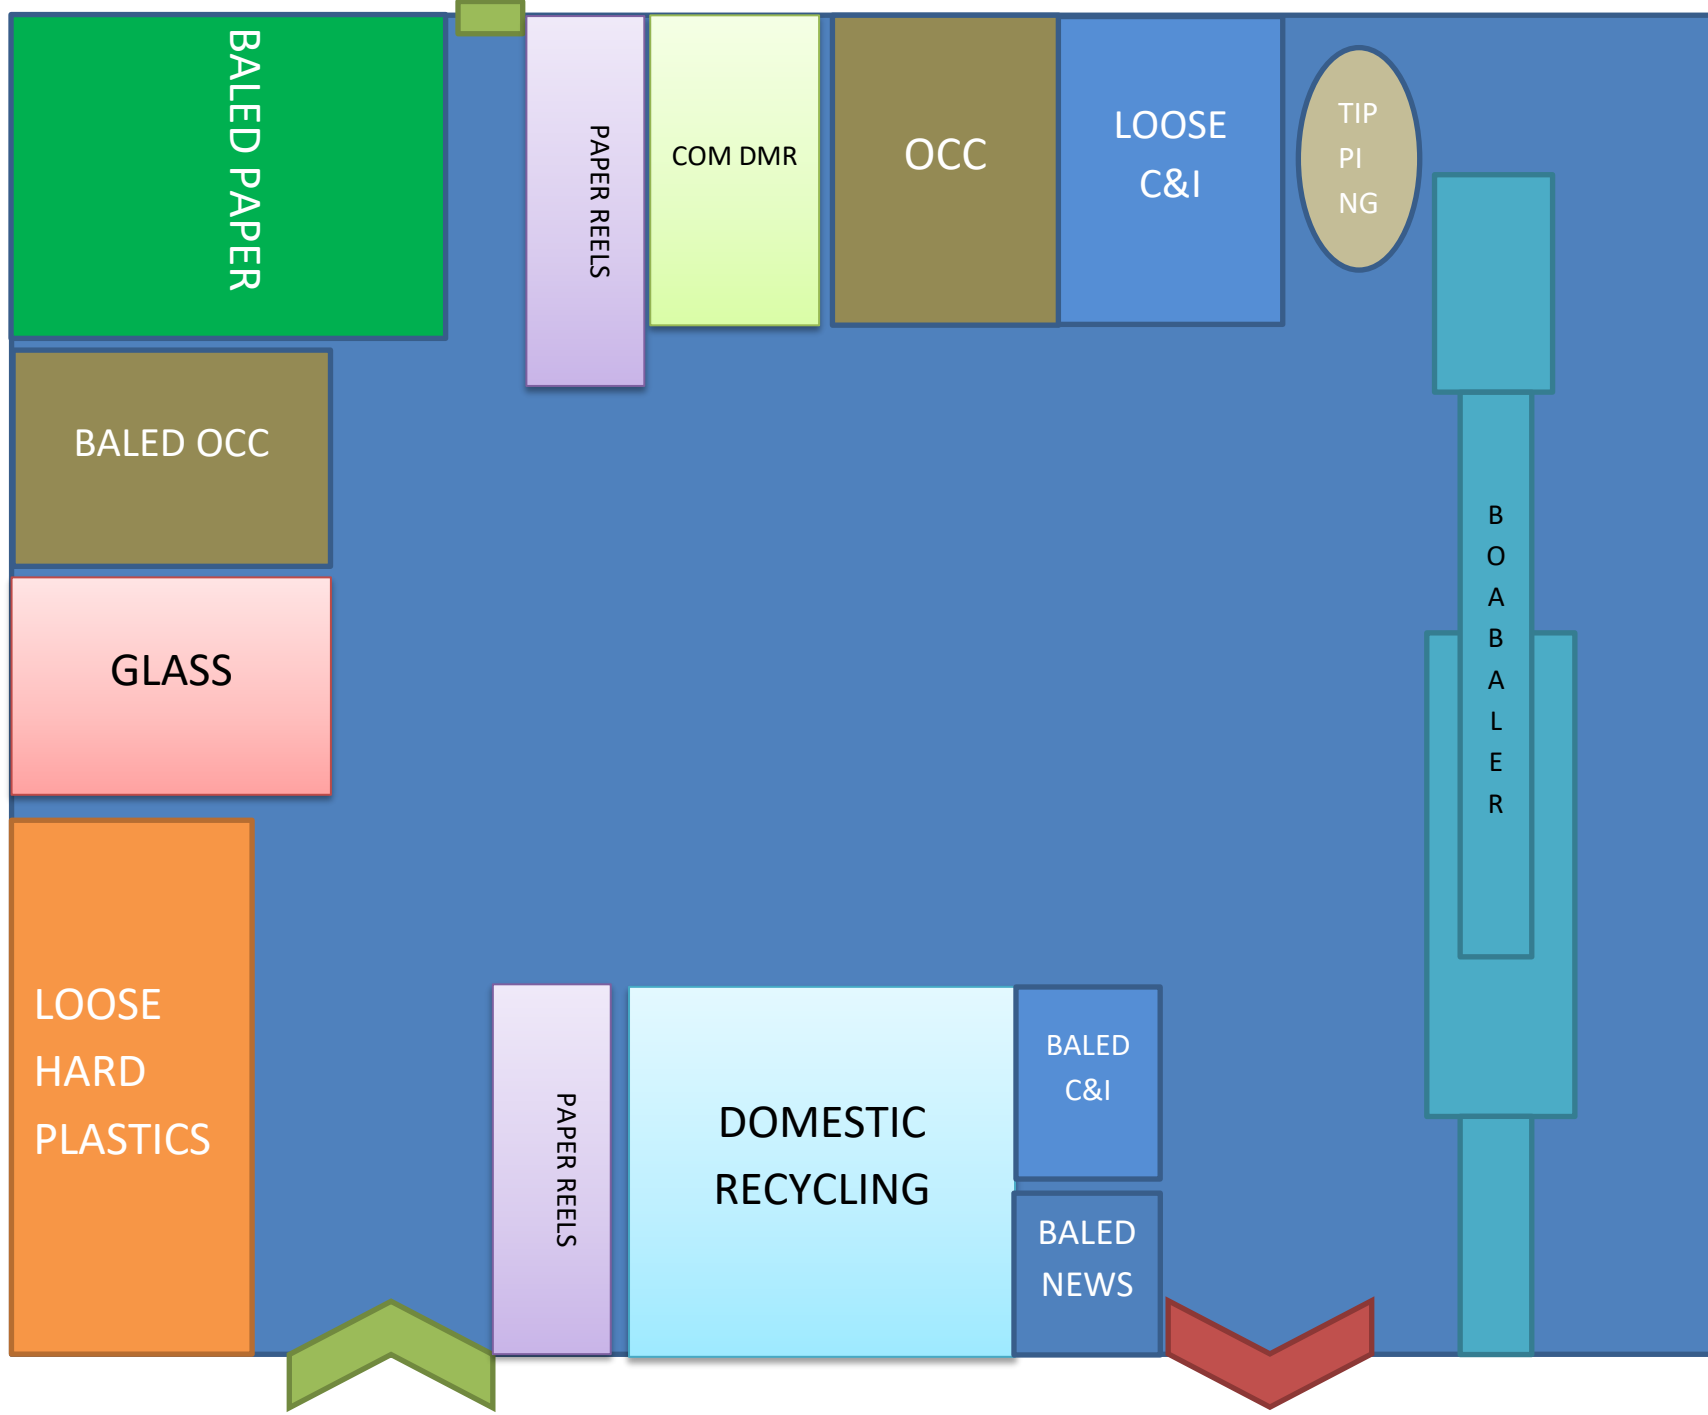 BALED PAPER
PAPER REELS
COM DMR
OCC
LOOSE
C&I
TIP
PI
NG
BALED OCC
GLASS
B
O
A
B
A
L
E
R
LOOSE
HARD
PLASTICS
PAPER REELS
DOMESTIC
RECYCLING
BALED
C&I
BALED
NEWS